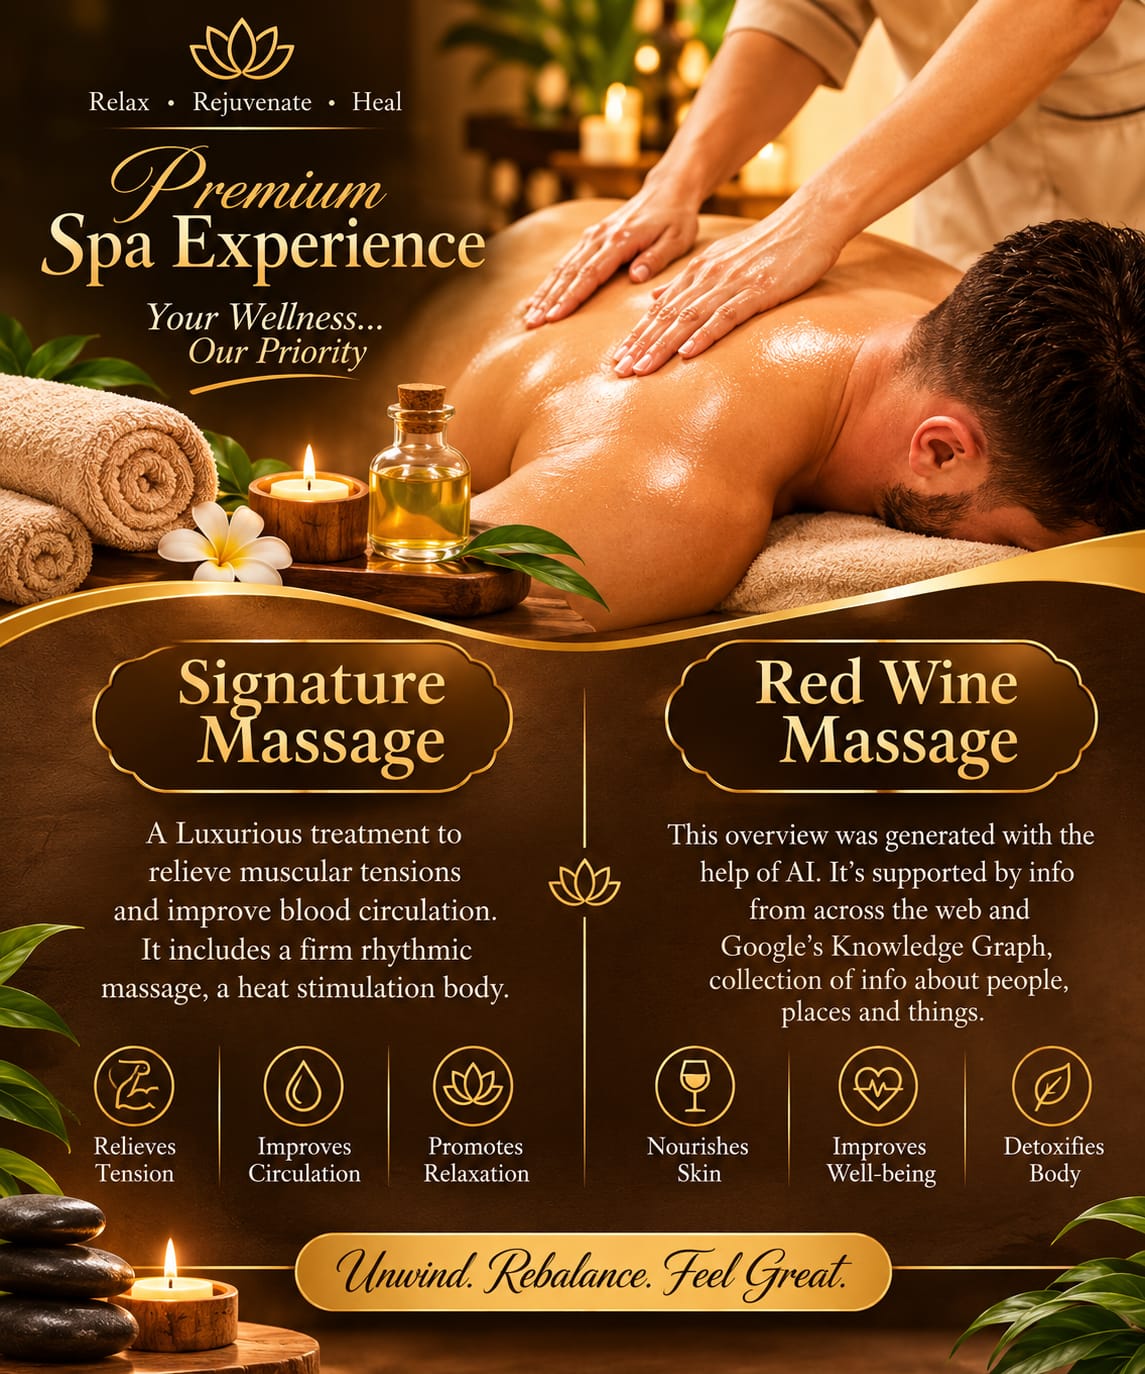 Relax • Rejuvenate • Heal
Premium
Spa Experience
Your Wellness...
Our Priority
Signature
Massage
A Luxurious treatment to
relieve muscular tensions
and improve blood circulation.
It includes a firm rhythmic
massage, a heat stimulation body.
Relieves
Tension
Improves
Circulation
Promotes
Relaxation
Red Wine
Massage
This overview was generated with the
help of AI. It's supported by info
from across the web and
Google's Knowledge Graph,
collection of info about people,
places and things.
Nourishes
Skin
Improves
Well-being
Detoxifies
Body
Unwind. Rebalance. Feel Great.